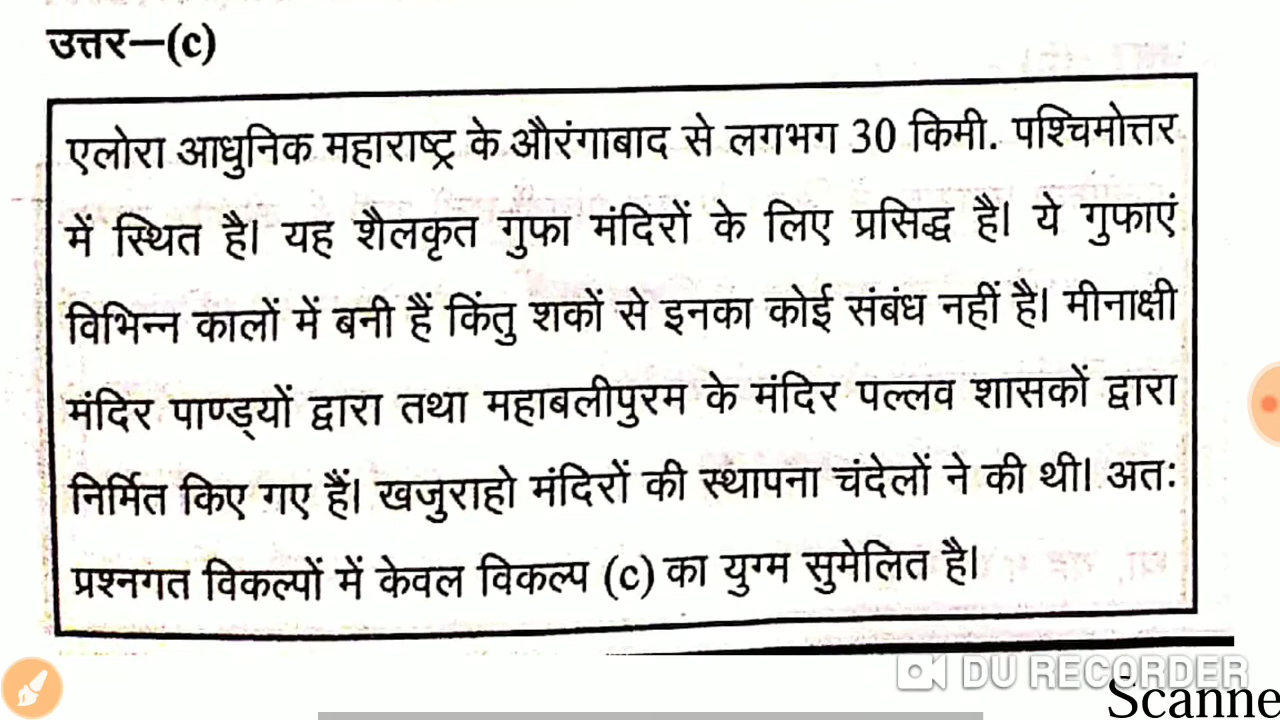 उत्तर—(c)
एलोरा आधुनिक महाराष्ट्र के औरंगाबाद से लगभग 30 किमी. पश्चिमोत्तर
में स्थित है। यह शैलकृत गुफा मंदिरों के लिए प्रसिद्ध है। ये गुफाएं
विभिन्न कालों में बनी हैं किंतु शकों से इनका कोई संबंध नहीं है। मीनाक्षी
मंदिर पाण्ड्यों द्वारा तथा महाबलीपुरम के मंदिर पल्लव शासकों द्वारा
निर्मित किए गए हैं। खजुराहो मंदिरों की स्थापना चंदेलों ने की थी। अतः
प्रश्नगत विकल्पों में केवल विकल्प (c) का युग्म सुमेलित है।
DU RECORDER
Scanne